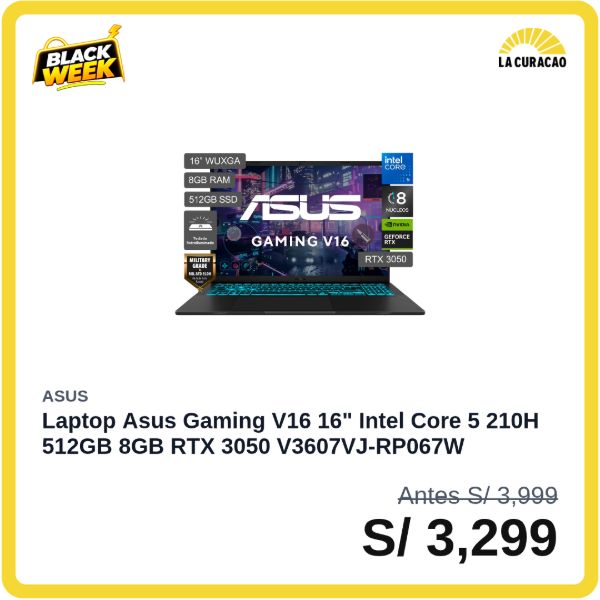 BLACK
WEEK
LA CURACAO
16" WUXGA
8GB RAM
512GB SSD
intel
CORE
8
NÚCLEOS
ASUS
GAMING V16
NVIDIA
GEFORCE
RTX
RTX 3050
MILITARY
GRADE
ASUS
Laptop Asus Gaming V16 16" Intel Core 5 210H
512GB 8GB RTX 3050 V3607VJ-RP067W
Antes S/ 3,999
S/ 3,299